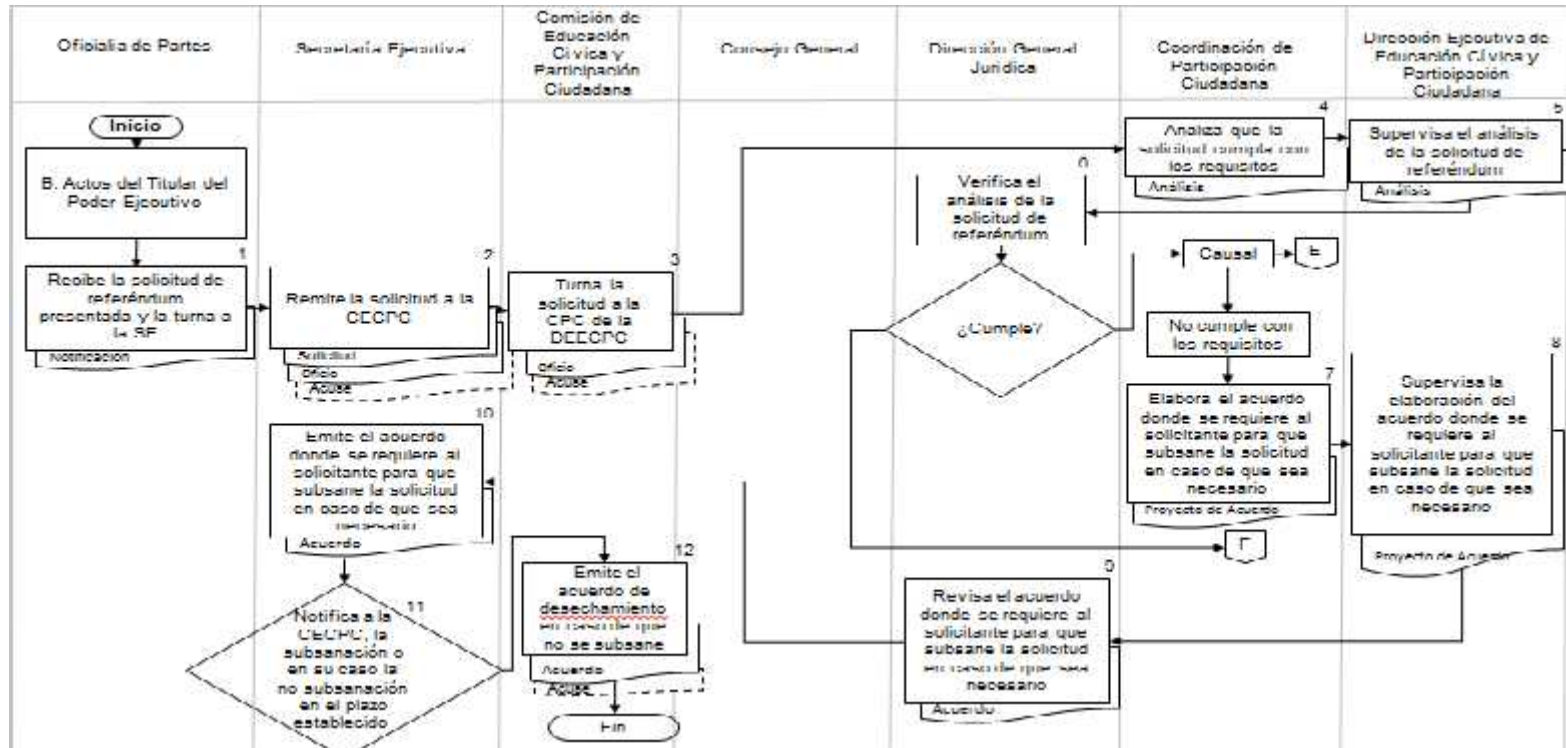 Oficialía de Partes
Secretaría Ejecutiva
Comisión de
Educación
Cívica y
Participación
Ciudadana
Consejo General
Dirección General
Jurídica
Coordinación de
Participación
Ciudadana
Dirección Ejecutiva de
Educación Cívica y
Participación
Ciudadana
Inicio
B. Actos del Titular del
Poder Ejecutivo
1
Recibe la solicitud de
referéndum
presentada y la turna a
la SE
Notificación
2
Remite la solicitud a la
CECPC
Solicitud
Oficio
Acuse
3
Turna la
solicitud a la
CPC de la
DEECPC
Oficio
Acuse
4
Analiza que la
solicitud cumpla con
los requisitos
Análisis
5
Supervisa el análisis
de la solicitud de
referéndum
Análisis
6
Verifica el
análisis de la
solicitud de
referéndum
¿Cumple?
Causal
No cumple con
los requisitos
7
Elabora el acuerdo
donde se requiere al
solicitante para que
subsane la solicitud
en caso de que sea
necesario
Proyecto de Acuerdo
8
Supervisa la
elaboración del
acuerdo donde se
requiere al
solicitante para que
subsane la solicitud
en caso de que sea
necesario
Proyecto de Acuerdo
9
Revisa el acuerdo
donde se requiere al
solicitante para que
subsane la solicitud
en caso de que sea
necesario
Acuerdo
10
Emite el acuerdo
donde se requiere al
solicitante para que
subsane la solicitud
en caso de que sea
necesario
Acuerdo
11
Notifica a la
CECPC, la
subsanación o
en su caso la
no subsanación
en el plazo
establecido
12
Emite el
acuerdo de
desechamiento
en caso de que
no se subsane
Acuerdo
Acuse
Fin